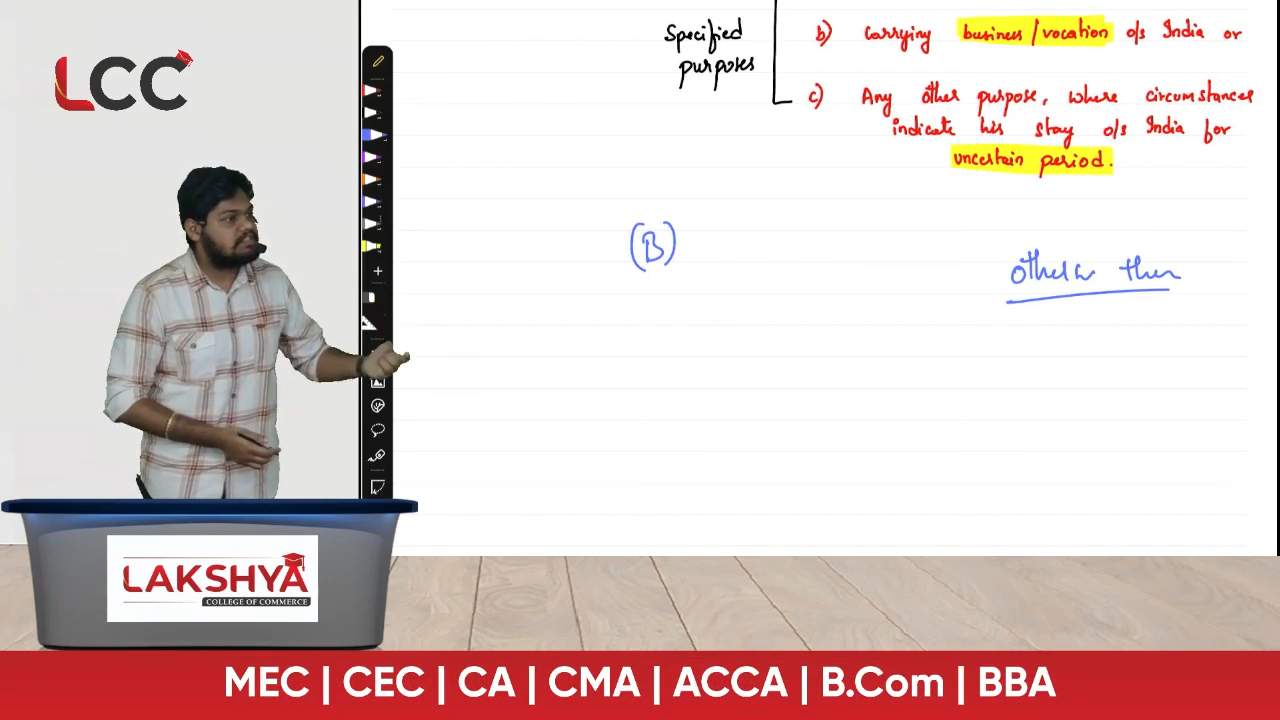 LCC
Specified
purposes
b) Carrying business/vocation o/s India or
c) Any other purpose, where circumstances
indicate his stay o/s India for
uncertain period.
(B)
other then
LAKSHYA
COLLEGE OF COMMERCE
MEC | CEC | CA | CMA | ACCA | B.Com | BBA